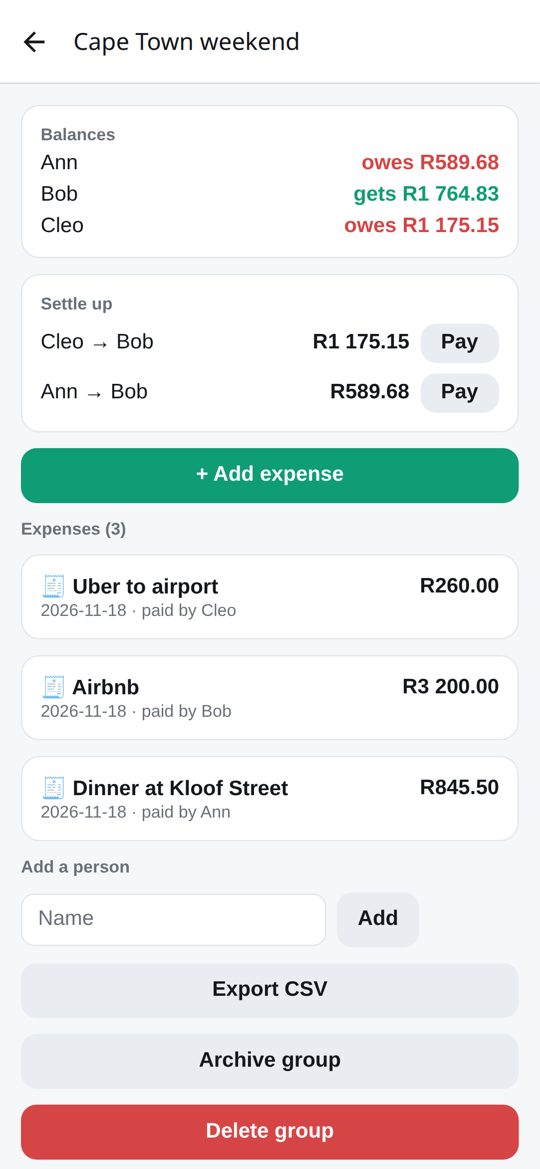 Cape Town weekend
Balances
Ann owes R589.68
Bob gets R1 764.83
Cleo owes R1 175.15
Settle up
Cleo → Bob R1 175.15 Pay
Ann → Bob R589.68 Pay
+ Add expense
Expenses (3)
🧾 Uber to airport R260.00
2026-11-18 · paid by Cleo
🧾 Airbnb R3 200.00
2026-11-18 · paid by Bob
🧾 Dinner at Kloof Street R845.50
2026-11-18 · paid by Ann
Add a person
Name Add
Export CSV
Archive group
Delete group